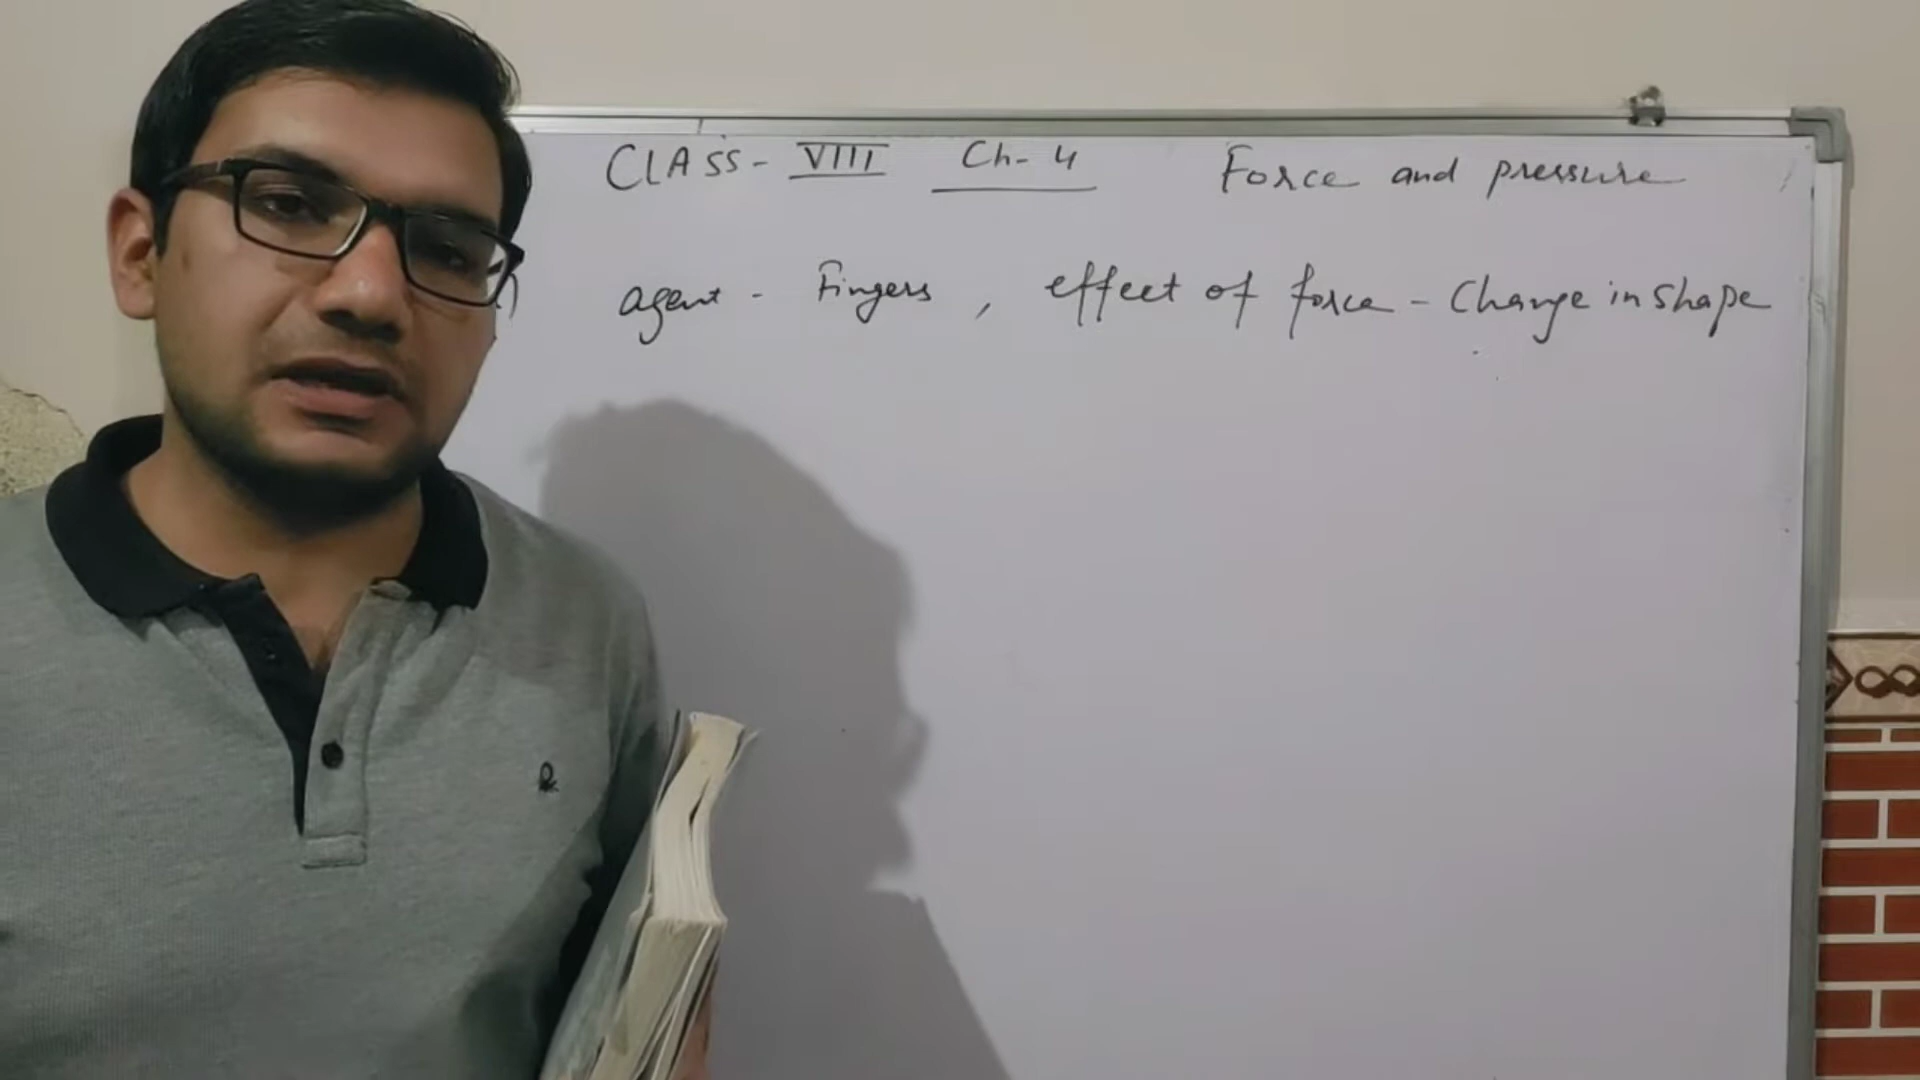 CLASS - VIII Ch- 4 Force and pressure
agent - Fingers , effect of force - Change in shape